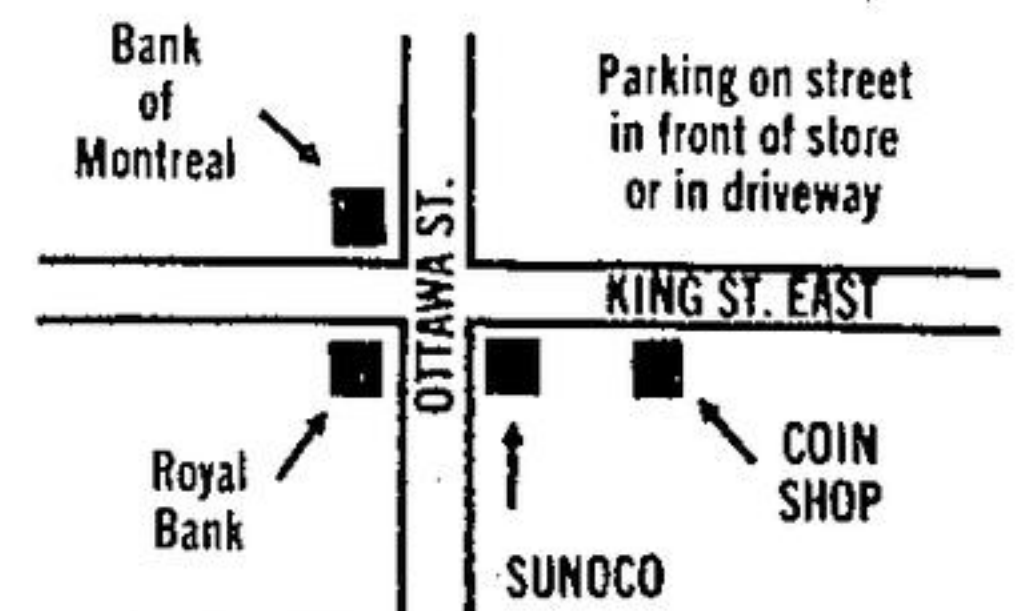 Bank
of
Montreal
Parking on street
in front of store
or in driveway
OTTAWA ST.
KING ST. EAST
Royal
Bank
SUNOCO
COIN
SHOP